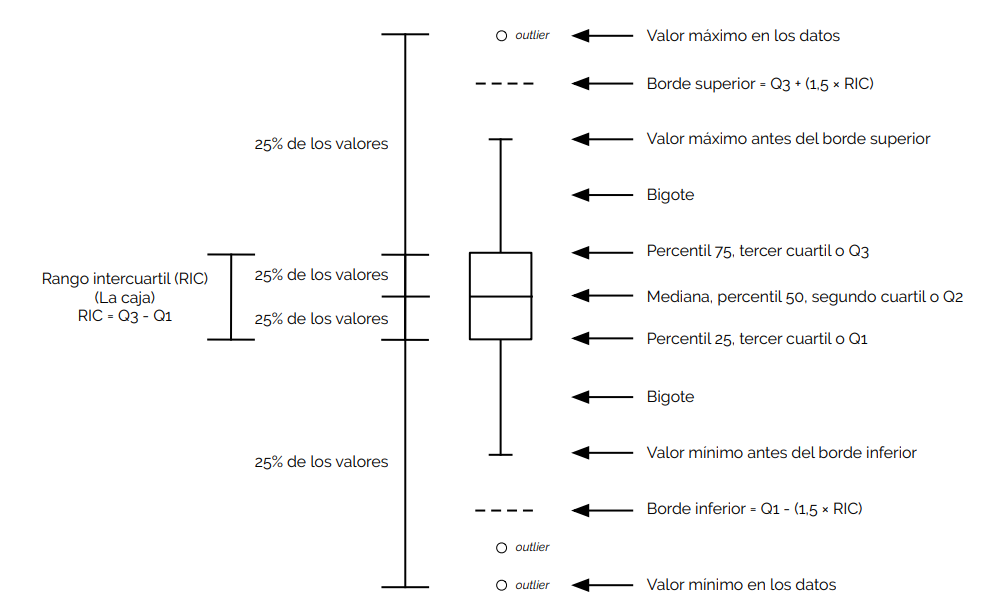 outlier
Valor máximo en los datos
Borde superior = Q3 + (1,5 × RIC)
Valor máximo antes del borde superior
25% de los valores
Bigote
Percentil 75, tercer cuartil o Q3
Rango intercuartil (RIC)
(La caja)
RIC = Q3 - Q1
25% de los valores
Mediana, percentil 50, segundo cuartil o Q2
25% de los valores
Percentil 25, tercer cuartil o Q1
Bigote
Valor mínimo antes del borde inferior
25% de los valores
Borde inferior = Q1 - (1,5 × RIC)
outlier
outlier
Valor mínimo en los datos